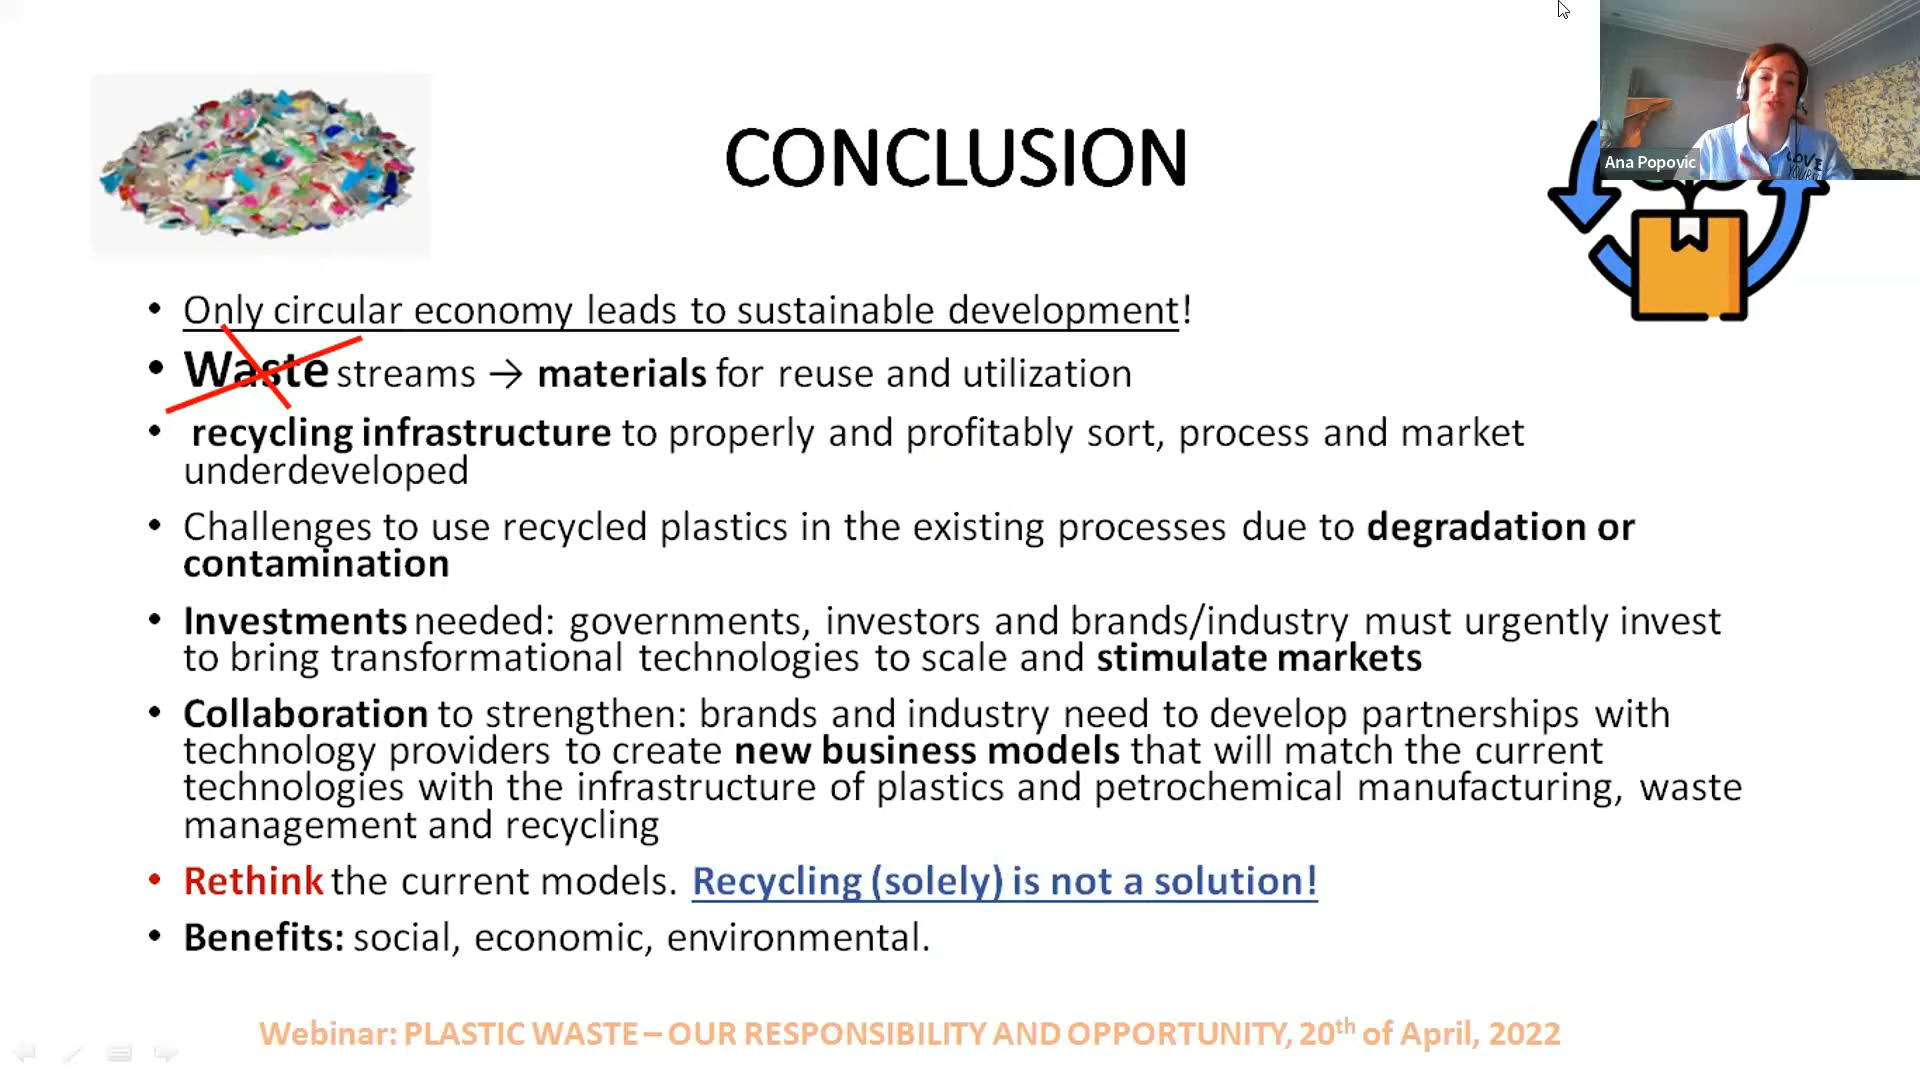 Ana Popovic
LOVE
CONCLUSION
• Only circular economy leads to sustainable development!
• Waste streams → materials for reuse and utilization
• recycling infrastructure to properly and profitably sort, process and market
underdeveloped
• Challenges to use recycled plastics in the existing processes due to degradation or
contamination
• Investments needed: governments, investors and brands/industry must urgently invest
to bring transformational technologies to scale and stimulate markets
• Collaboration to strengthen: brands and industry need to develop partnerships with
technology providers to create new business models that will match the current
technologies with the infrastructure of plastics and petrochemical manufacturing, waste
management and recycling
• Rethink the current models. Recycling (solely) is not a solution!
• Benefits: social, economic, environmental.
Webinar: PLASTIC WASTE – OUR RESPONSIBILITY AND OPPORTUNITY, 20th of April, 2022